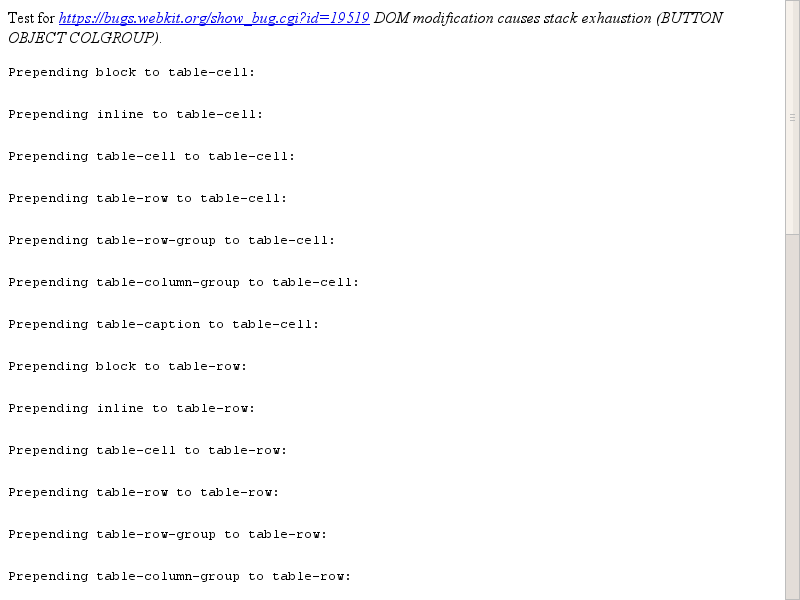 Test for https://bugs.webkit.org/show_bug.cgi?id=19519 DOM modification causes stack exhaustion (BUTTON
OBJECT COLGROUP).
Prepending block to table-cell:
Prepending inline to table-cell:
Prepending table-cell to table-cell:
Prepending table-row to table-cell:
Prepending table-row-group to table-cell:
Prepending table-column-group to table-cell:
Prepending table-caption to table-cell:
Prepending block to table-row:
Prepending inline to table-row:
Prepending table-cell to table-row:
Prepending table-row to table-row:
Prepending table-row-group to table-row:
Prepending table-column-group to table-row: